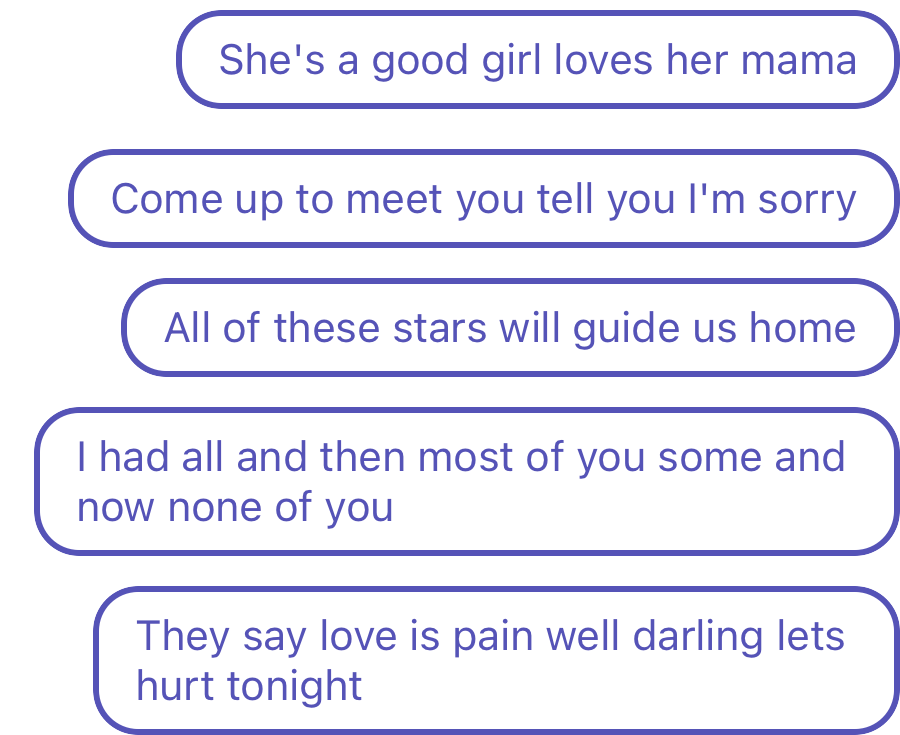 She's a good girl loves her mama
Come up to meet you tell you I'm sorry
All of these stars will guide us home
I had all and then most of you some and
now none of you
They say love is pain well darling lets
hurt tonight